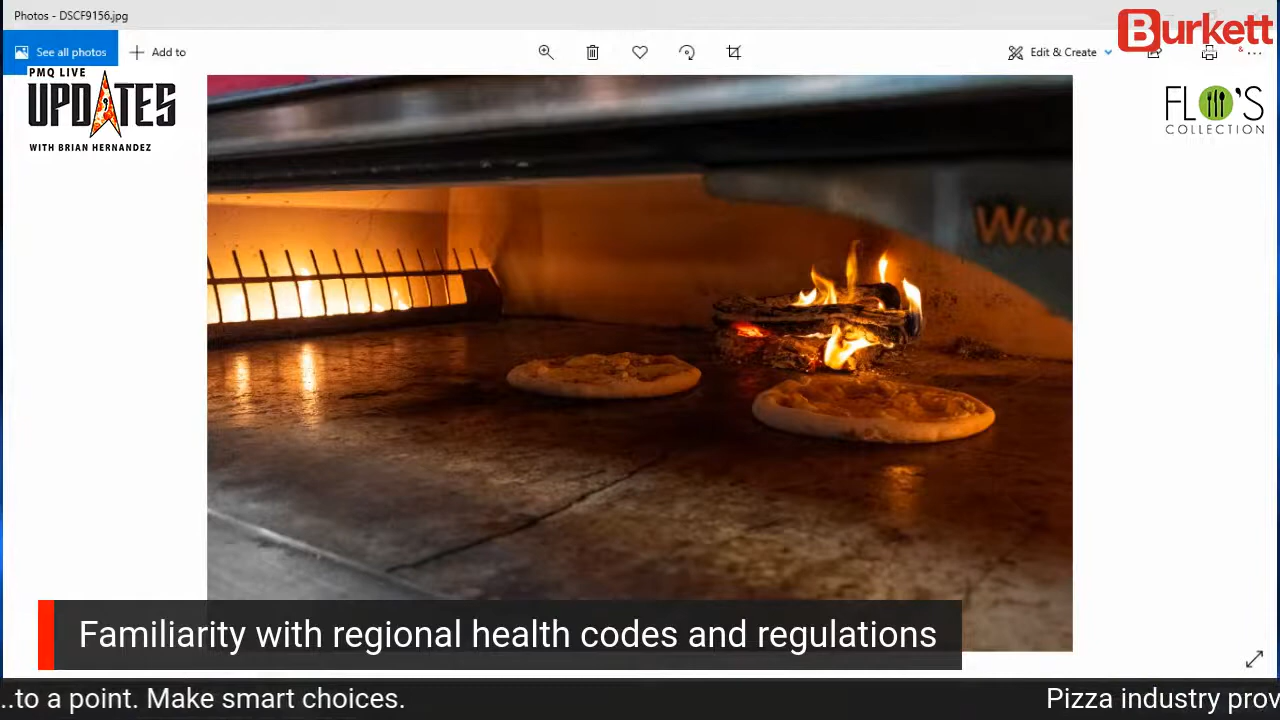 Photos - DSCF9156.jpg
Burkett
&
See all photos
Add to
Edit & Create
PMQ LIVE
UPDATES
WITH BRIAN HERNANDEZ
FLO'S
COLLECTION
Woo
Familiarity with regional health codes and regulations
..to a point. Make smart choices.
Pizza industry prov